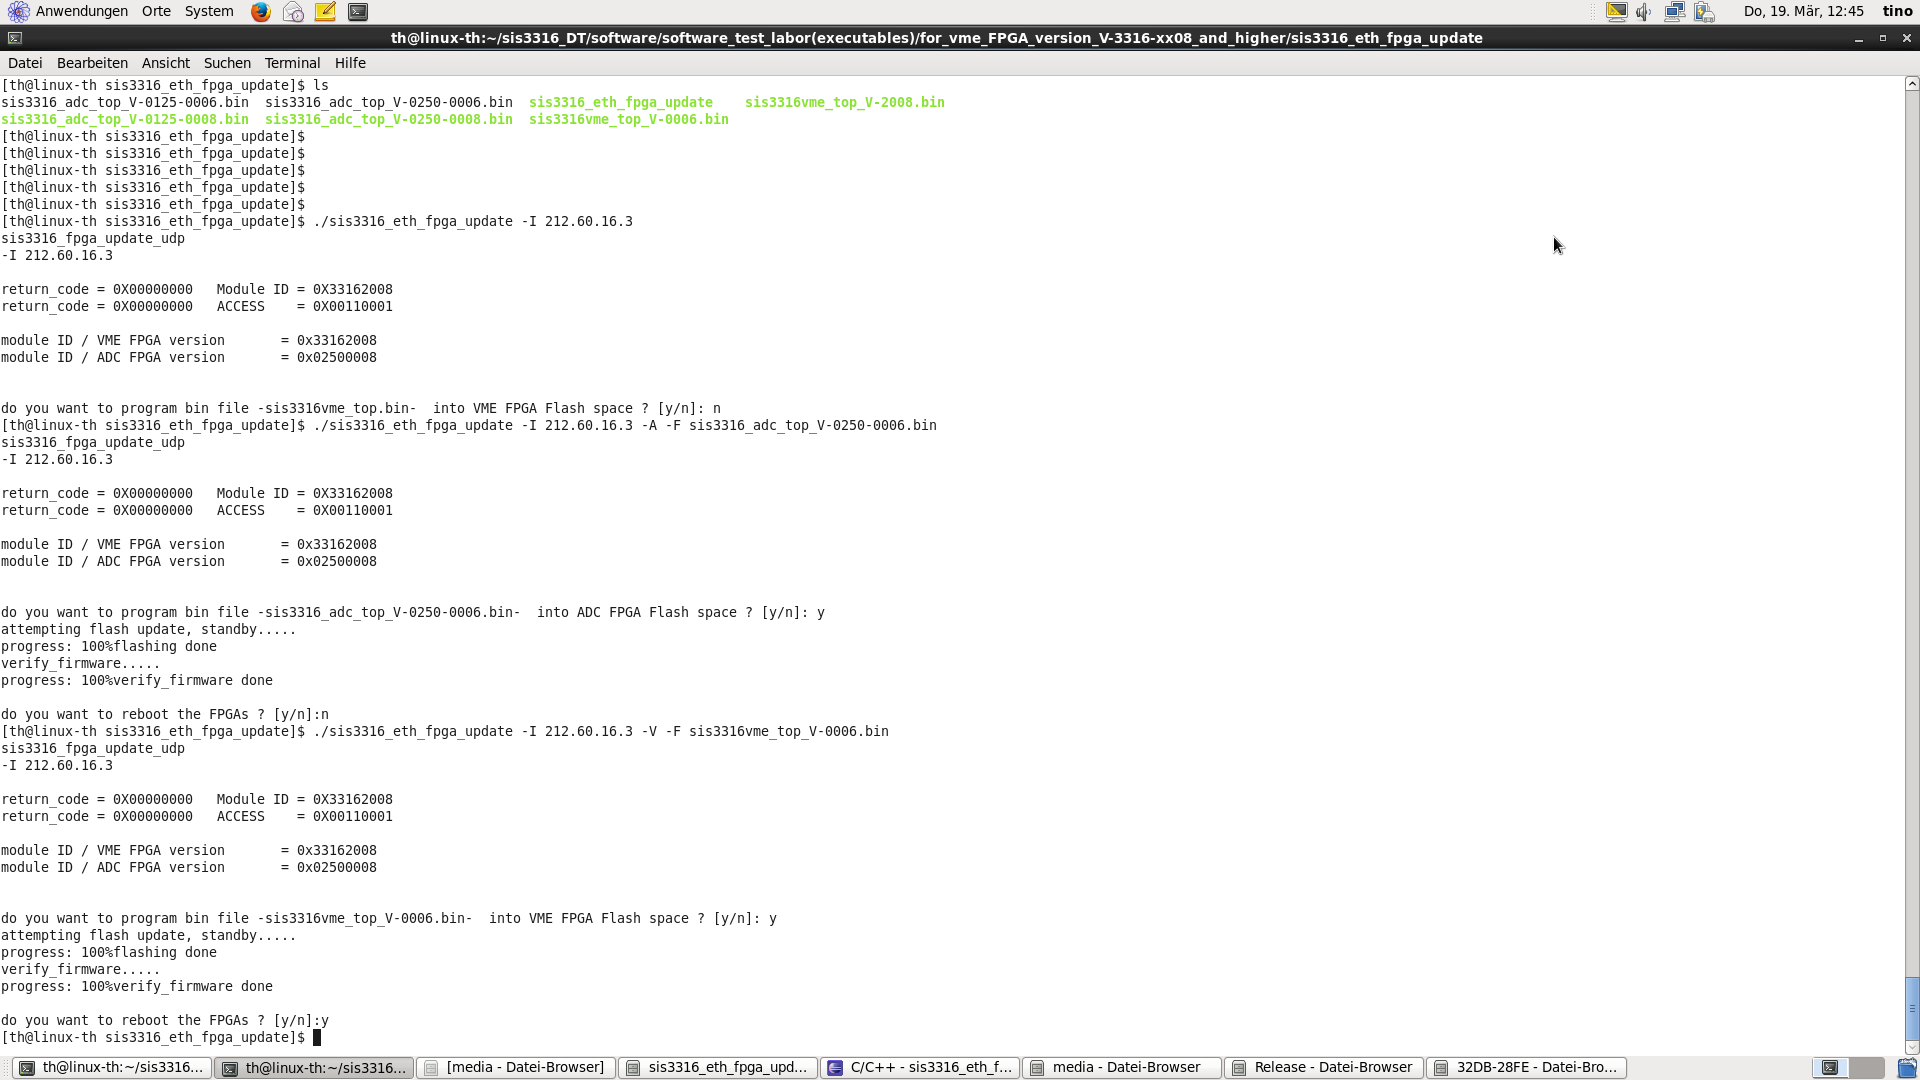 Anwendungen Orte System Do, 19. Mär, 12:45 tino
th@linux-th:~/sis3316_DT/software/software_test_labor(executables)/for_vme_FPGA_version_V-3316-xx08_and_higher/sis3316_eth_fpga_update
Datei Bearbeiten Ansicht Suchen Terminal Hilfe
[th@linux-th sis3316_eth_fpga_update]$ ls
sis3316_adc_top_V-0125-0006.bin sis3316_adc_top_V-0250-0006.bin sis3316_eth_fpga_update sis3316vme_top_V-2008.bin
sis3316_adc_top_V-0125-0008.bin sis3316_adc_top_V-0250-0008.bin sis3316vme_top_V-0006.bin
[th@linux-th sis3316_eth_fpga_update]$
[th@linux-th sis3316_eth_fpga_update]$
[th@linux-th sis3316_eth_fpga_update]$
[th@linux-th sis3316_eth_fpga_update]$
[th@linux-th sis3316_eth_fpga_update]$
[th@linux-th sis3316_eth_fpga_update]$ ./sis3316_eth_fpga_update -I 212.60.16.3
sis3316_fpga_update_udp
-I 212.60.16.3
return_code = 0X00000000 Module ID = 0X33162008
return_code = 0X00000000 ACCESS = 0X00110001
module ID / VME FPGA version = 0x33162008
module ID / ADC FPGA version = 0x02500008
do you want to program bin file -sis3316vme_top.bin- into VME FPGA Flash space ? [y/n]: n
[th@linux-th sis3316_eth_fpga_update]$ ./sis3316_eth_fpga_update -I 212.60.16.3 -A -F sis3316_adc_top_V-0250-0006.bin
sis3316_fpga_update_udp
-I 212.60.16.3
return_code = 0X00000000 Module ID = 0X33162008
return_code = 0X00000000 ACCESS = 0X00110001
module ID / VME FPGA version = 0x33162008
module ID / ADC FPGA version = 0x02500008
do you want to program bin file -sis3316_adc_top_V-0250-0006.bin- into ADC FPGA Flash space ? [y/n]: y
attempting flash update, standby.....
progress: 100%flashing done
verify_firmware.....
progress: 100%verify_firmware done
do you want to reboot the FPGAs ? [y/n]:n
[th@linux-th sis3316_eth_fpga_update]$ ./sis3316_eth_fpga_update -I 212.60.16.3 -V -F sis3316vme_top_V-0006.bin
sis3316_fpga_update_udp
-I 212.60.16.3
return_code = 0X00000000 Module ID = 0X33162008
return_code = 0X00000000 ACCESS = 0X00110001
module ID / VME FPGA version = 0x33162008
module ID / ADC FPGA version = 0x02500008
do you want to program bin file -sis3316vme_top_V-0006.bin- into VME FPGA Flash space ? [y/n]: y
attempting flash update, standby.....
progress: 100%flashing done
verify_firmware.....
progress: 100%verify_firmware done
do you want to reboot the FPGAs ? [y/n]:y
[th@linux-th sis3316_eth_fpga_update]$
th@linux-th:~/sis3316... th@linux-th:~/sis3316... [media - Datei-Browser] sis3316_eth_fpga_upd... C/C++ - sis3316_eth_f... media - Datei-Browser Release - Datei-Browser 32DB-28FE - Datei-Bro...